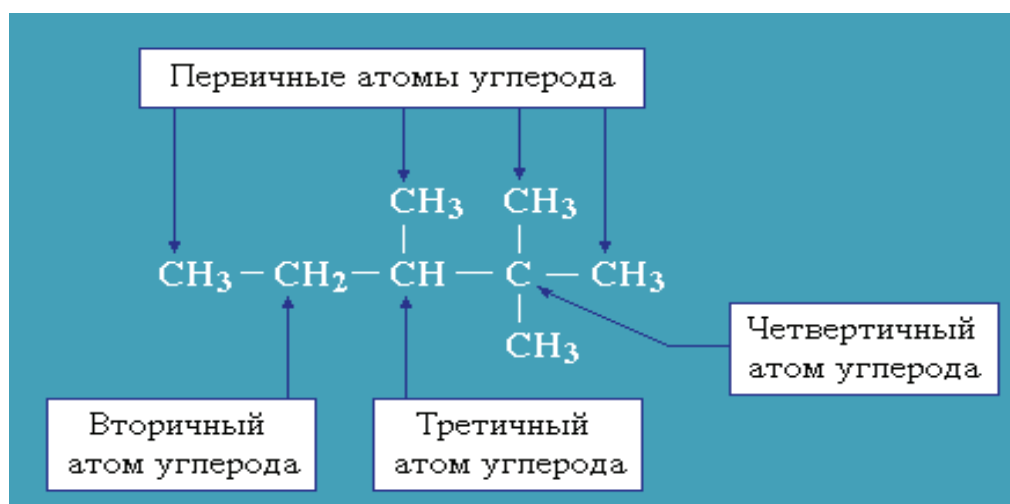 Первичные атомы углерода
CH₃ CH₃
CH₃ – CH₂ – CH – C – CH₃
CH₃
Четвертичный
атом углерода
Вторичный
атом углерода
Третичный
атом углерода